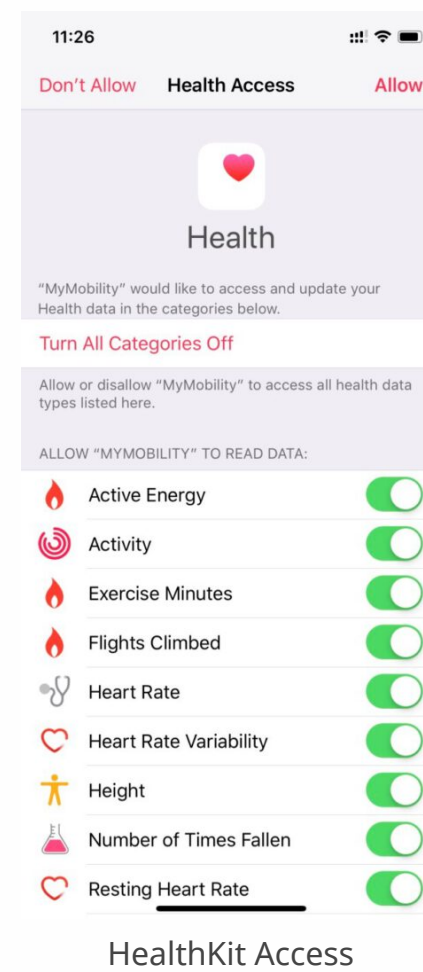 11:26
Don't Allow Health Access Allow
Health
“MyMobility” would like to access and update your
Health data in the categories below.
Turn All Categories Off
Allow or disallow “MyMobility” to access all health data
types listed here.
ALLOW “MYMOBILITY” TO READ DATA:
Active Energy
Activity
Exercise Minutes
Flights Climbed
Heart Rate
Heart Rate Variability
Height
Number of Times Fallen
Resting Heart Rate
HealthKit Access